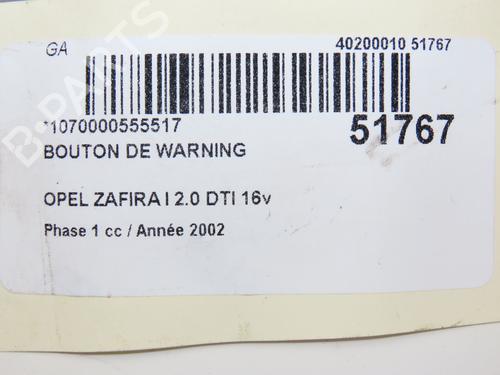 GA
40200010 51767
*1070000555517
51767
BOUTON DE WARNING
OPEL ZAFIRA I 2.0 DTI 16v
Phase 1 cc / Année 2002
B-PARTS